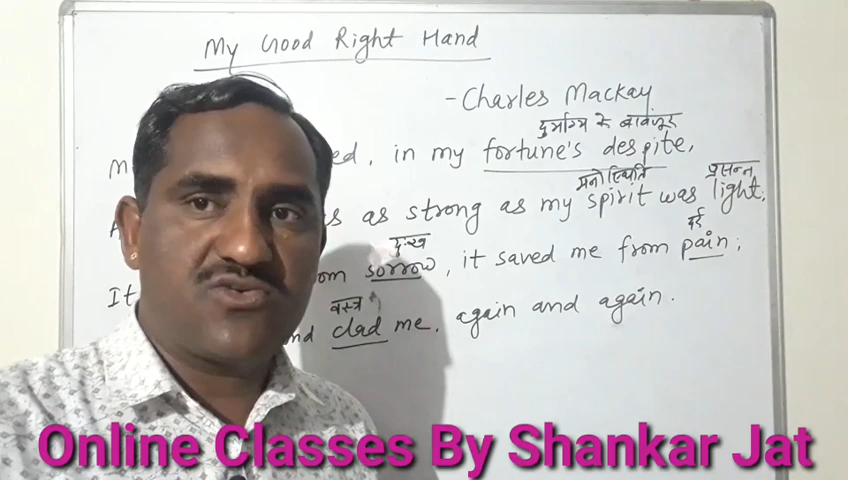 My Good Right Hand
- Charles Mackay
दुर्भाग्य के बावजूद
M ed, in my fortune's despite,
मनोस्थिति प्रसन्न
A s as strong as my spirit was light;
दुःख दर्द
It om sorrow, it saved me from pain;
वस्त्र
nd clad me, again and again.
Online Classes By Shankar Jat